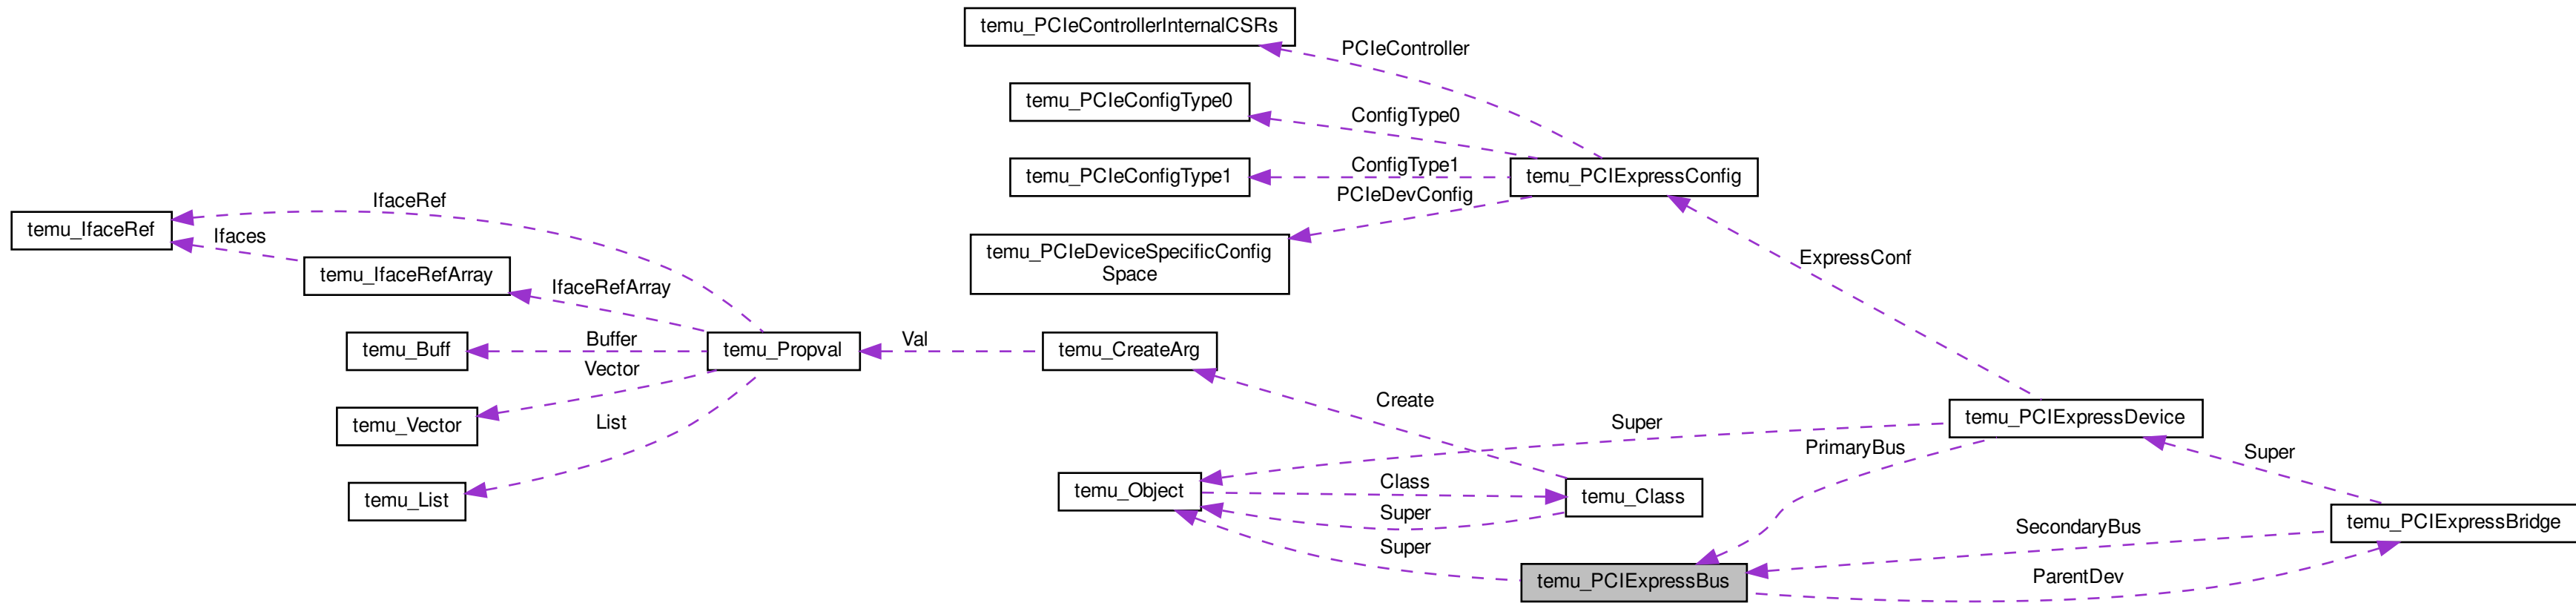 temu_PCIeControllerInternalCSRs
PCIeController
temu_PCIeConfigType0
ConfigType0
temu_PCIeConfigType1
ConfigType1
temu_PCIExpressConfig
PCIeDevConfig
IfaceRef
temu_IfaceRef
Ifaces
temu_PCIeDeviceSpecificConfig
Space
ExpressConf
temu_IfaceRefArray
IfaceRefArray
Buffer
temu_Buff
temu_Propval
Val
temu_CreateArg
Vector
Create
temu_Vector
List
Super
PrimaryBus
temu_PCIExpressDevice
Super
temu_List
temu_Object
Class
temu_Class
Super
SecondaryBus
temu_PCIExpressBridge
Super
temu_PCIExpressBus
ParentDev